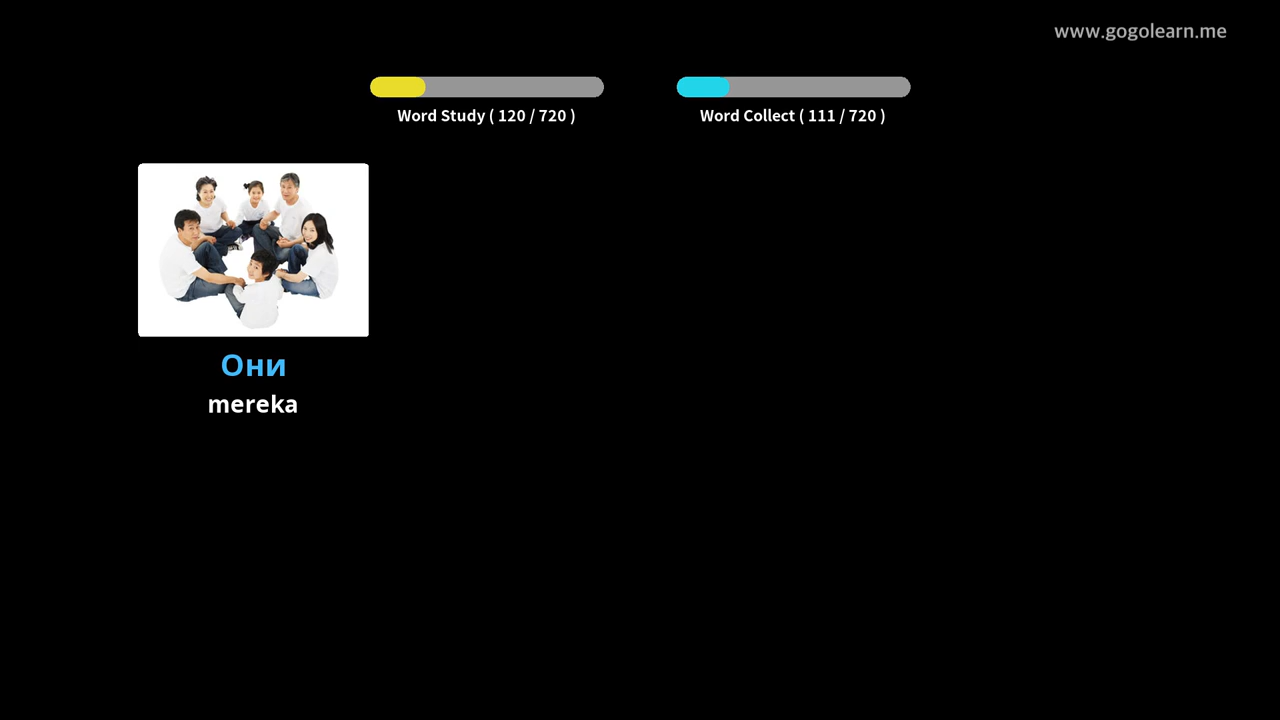 www.gogolearn.me
Word Study ( 120 / 720 )
Word Collect ( 111 / 720 )
Они
mereka